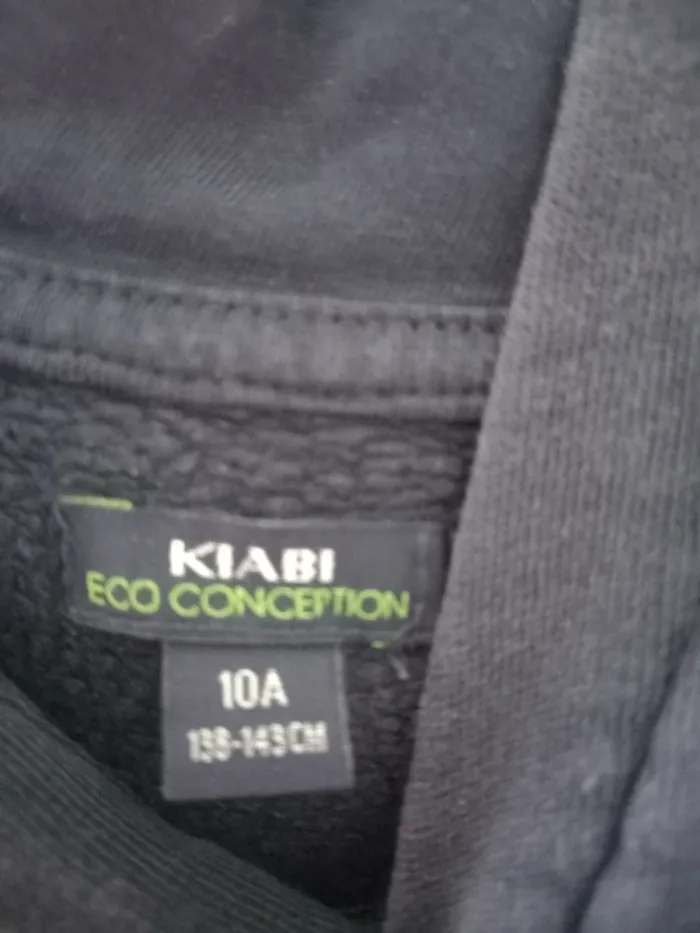 KIABI
ECO CONCEPTION
10A
138-143CM